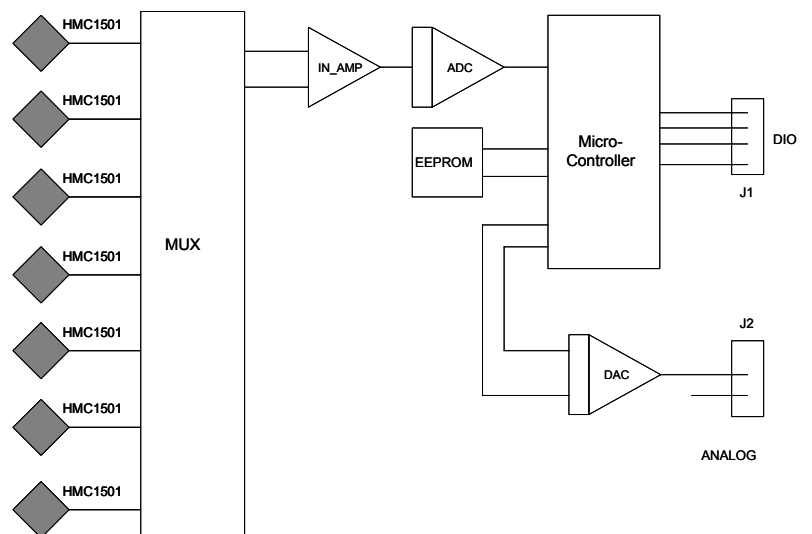 HMC1501
HMC1501
HMC1501
HMC1501
HMC1501
HMC1501
HMC1501
MUX
IN_AMP
ADC
EEPROM
Micro-
Controller
DIO
J1
J2
DAC
ANALOG